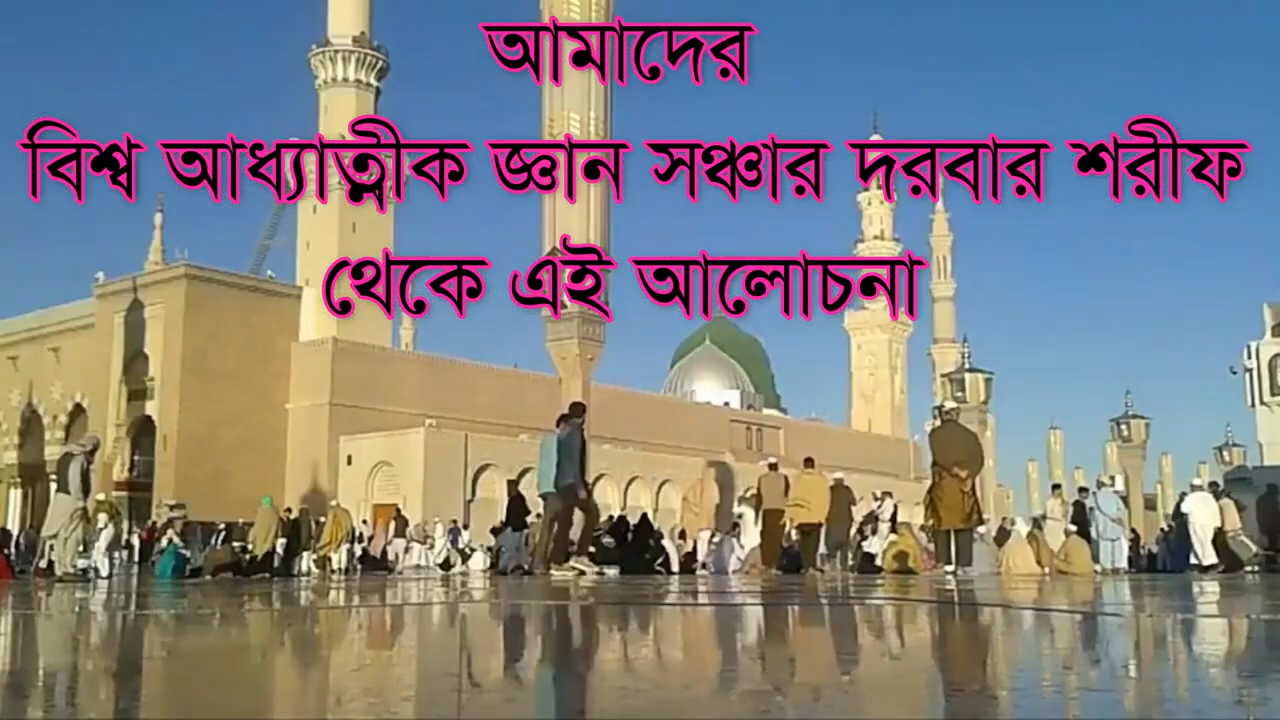 আমাদের
বিশ্ব আধ্যাত্নীক জ্ঞান সঞ্চার দরবার শরীফ
থেকে এই আলোচনা